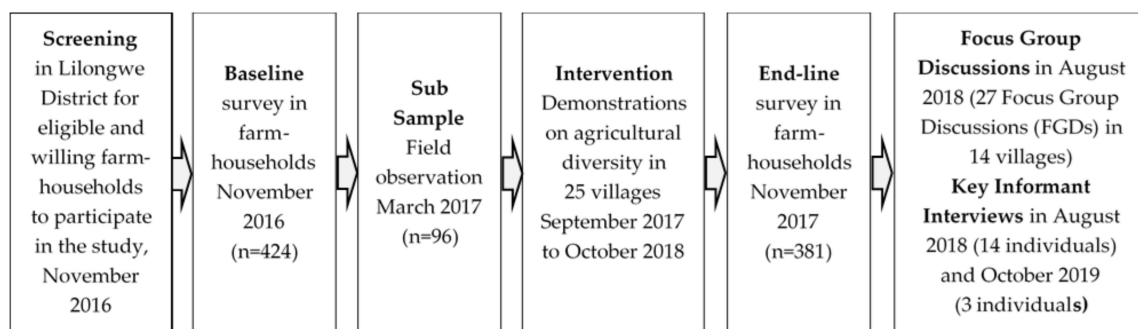 Screening
in Lilongwe
District for
eligible and
willing farm-
households
to participate
in the study,
November
2016
Baseline
survey in
farm-
households
November
2016
(n=424)
Sub
Sample
Field
observation
March 2017
(n=96)
Intervention
Demonstrations
on agricultural
diversity in
25 villages
September 2017
to October 2018
End-line
survey in
farm-
households
November
2017
(n=381)
Focus Group
Discussions in August
2018 (27 Focus Group
Discussions (FGDs) in
14 villages)
Key Informant
Interviews in August
2018 (14 individuals)
and October 2019
(3 individuals)